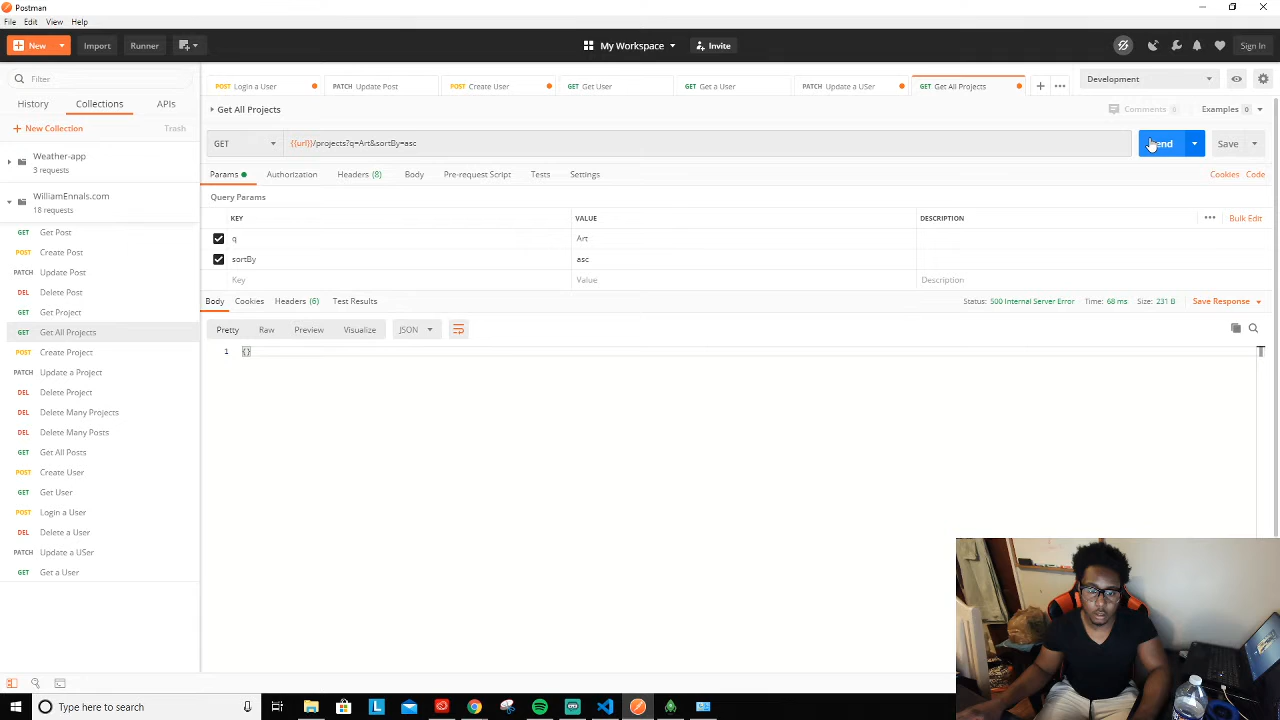 Postman
File Edit View Help
New Import Runner My Workspace Invite Sign In
Filter
History Collections APIs
New Collection Trash
Weather-app
3 requests
WilliamEnnals.com
18 requests
GET Get Post
POST Create Post
PATCH Update Post
DEL Delete Post
GET Get Project
GET Get All Projects
POST Create Project
PATCH Update a Project
DEL Delete Project
DEL Delete Many Projects
DEL Delete Many Posts
GET Get All Posts
POST Create User
GET Get User
POST Login a User
DEL Delete a User
PATCH Update a USer
GET Get a User
POST Login a User PATCH Update Post POST Create User GET Get User GET Get a User PATCH Update a USer GET Get All Projects Development
Get All Projects Comments 0 Examples 0
GET {{url}}/projects?q=Art&sortBy=asc Send Save
Params Authorization Headers (8) Body Pre-request Script Tests Settings Cookies Code
Query Params
KEY VALUE DESCRIPTION Bulk Edit
q Art
sortBy asc
Key Value Description
Body Cookies Headers (6) Test Results Status: 500 Internal Server Error Time: 68 ms Size: 231 B Save Response
Pretty Raw Preview Visualize JSON
1 {}
Type here to search